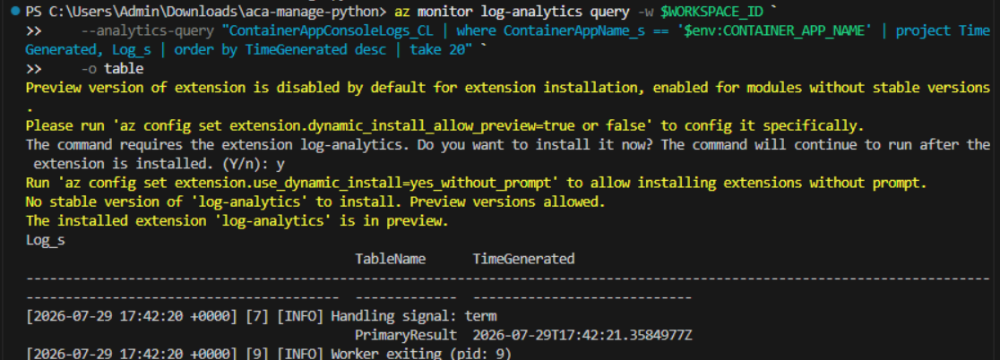 PS C:\Users\Admin\Downloads\aca-manage-python> az monitor log-analytics query -w $WORKSPACE_ID `
>>     --analytics-query "ContainerAppConsoleLogs_CL | where ContainerAppName_s == '$env:CONTAINER_APP_NAME' | project Time
Generated, Log_s | order by TimeGenerated desc | take 20" `
>>     -o table
Preview version of extension is disabled by default for extension installation, enabled for modules without stable versions
.
Please run 'az config set extension.dynamic_install_allow_preview=true or false' to config it specifically.
The command requires the extension log-analytics. Do you want to install it now? The command will continue to run after the
 extension is installed. (Y/n): y
Run 'az config set extension.use_dynamic_install=yes_without_prompt' to allow installing extensions without prompt.
No stable version of 'log-analytics' to install. Preview versions allowed.
The installed extension 'log-analytics' is in preview.
Log_s
TableName      TimeGenerated
---------------------------------------------------------------------------------------------------------------------------
----------------------------------------  -------------  ----------------------------
[2026-07-29 17:42:20 +0000] [7] [INFO] Handling signal: term
PrimaryResult  2026-07-29T17:42:21.3584977Z
[2026-07-29 17:42:20 +0000] [9] [INFO] Worker exiting (pid: 9)